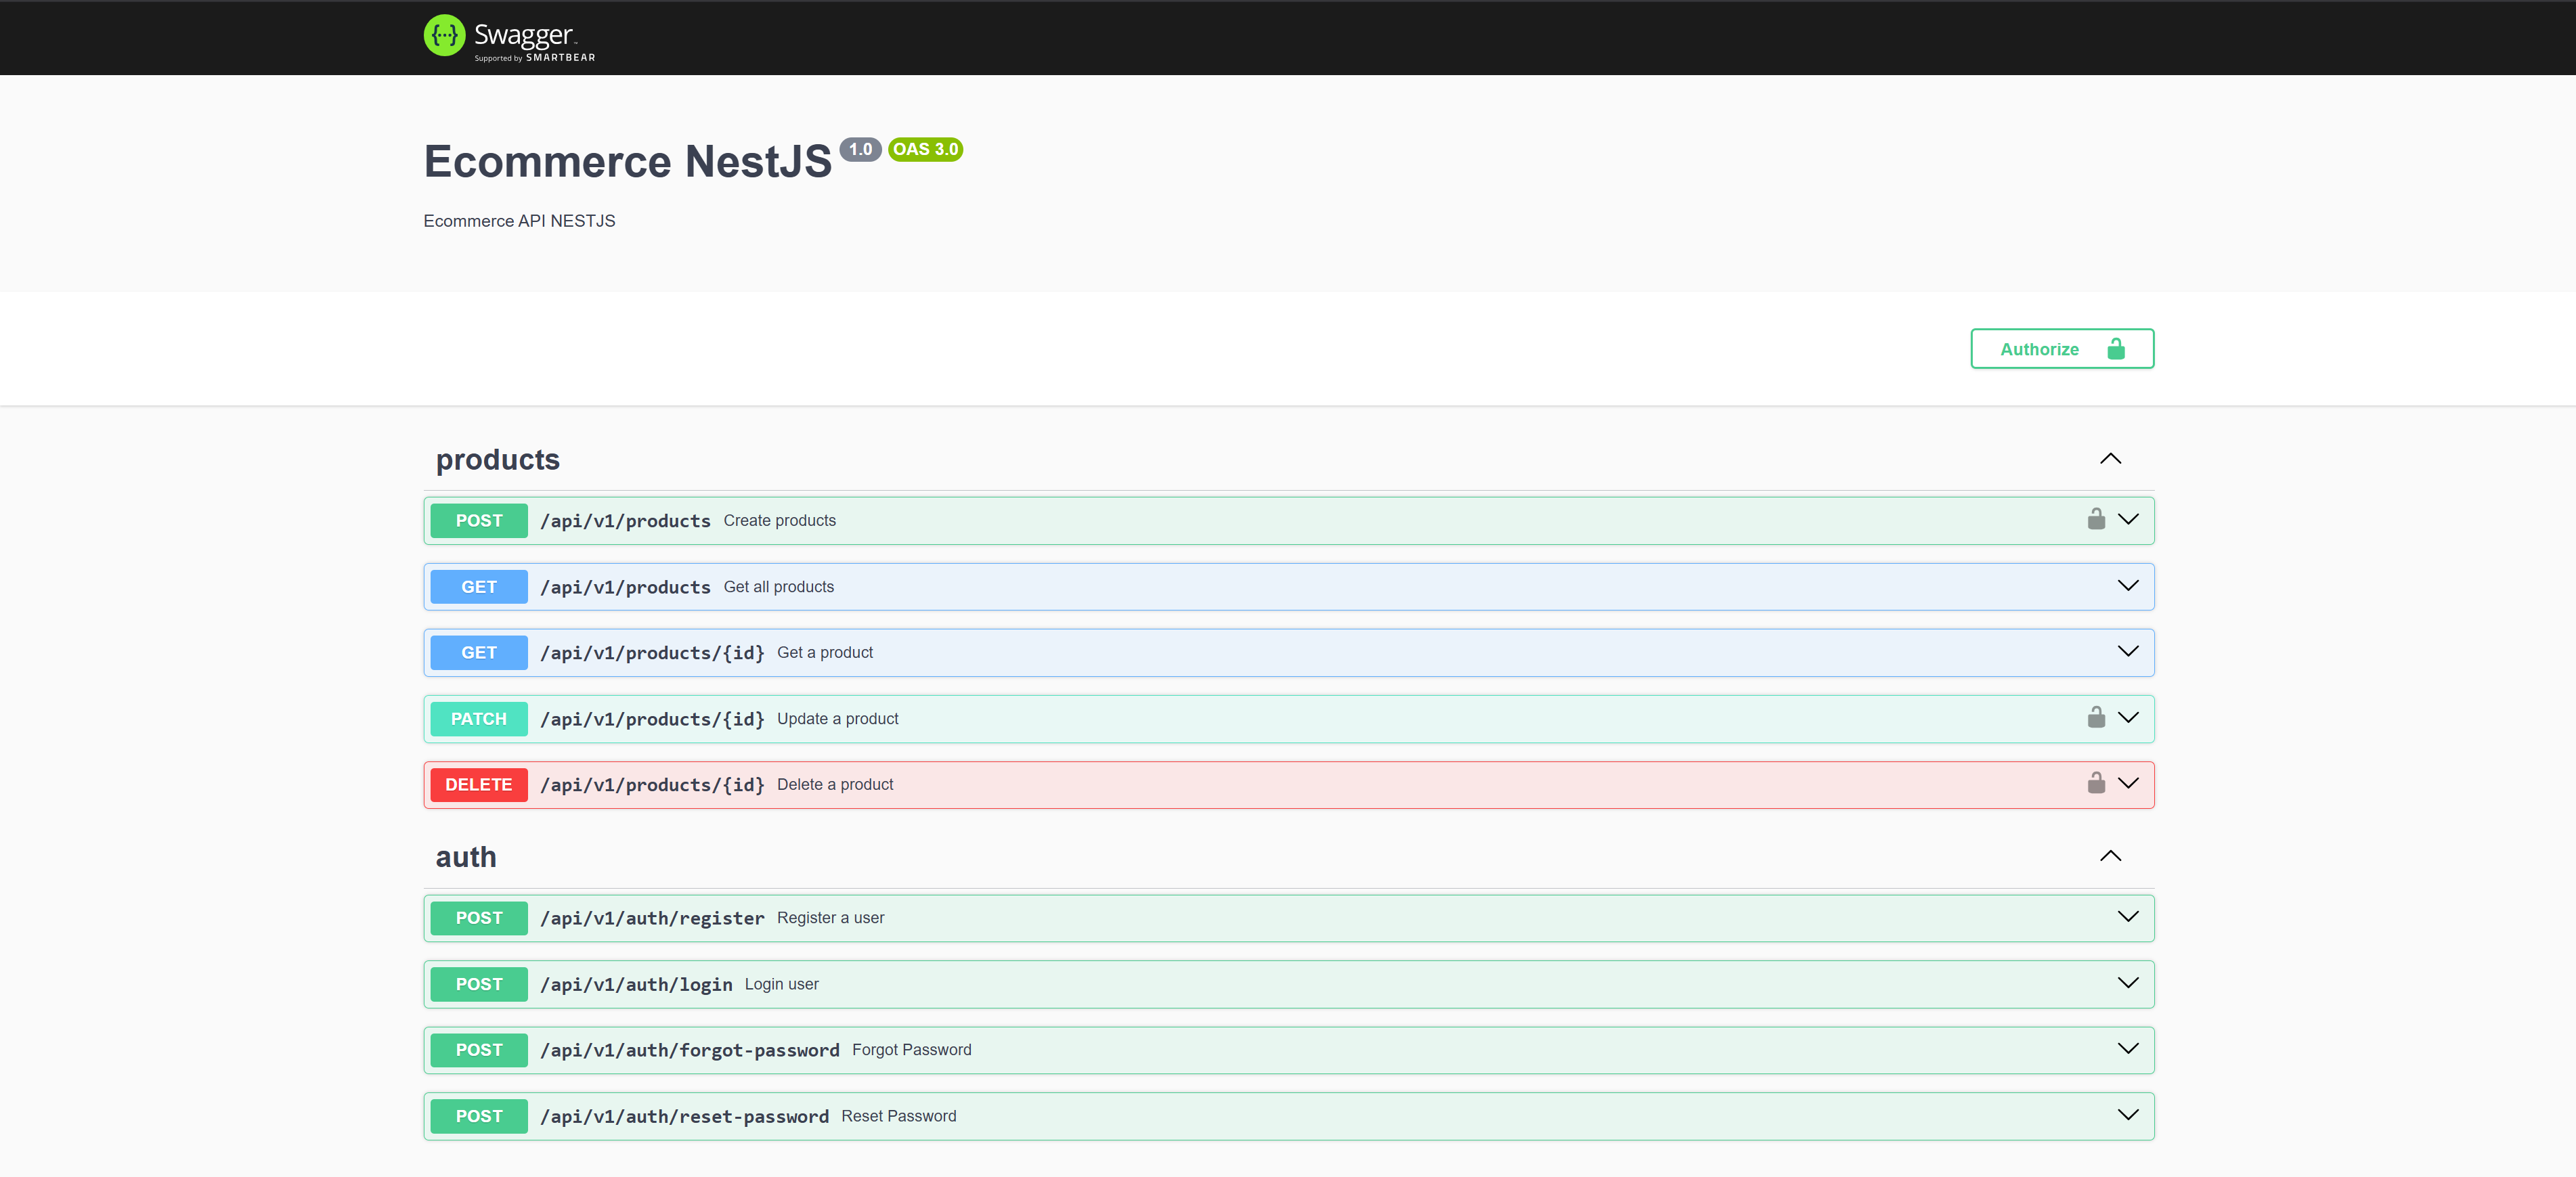 {···} Swagger™
Supported by SMARTBEAR
Ecommerce NestJS 1.0 OAS 3.0
Ecommerce API NESTJS
Authorize
products
POST /api/v1/products Create products
GET /api/v1/products Get all products
GET /api/v1/products/{id} Get a product
PATCH /api/v1/products/{id} Update a product
DELETE /api/v1/products/{id} Delete a product
auth
POST /api/v1/auth/register Register a user
POST /api/v1/auth/login Login user
POST /api/v1/auth/forgot-password Forgot Password
POST /api/v1/auth/reset-password Reset Password